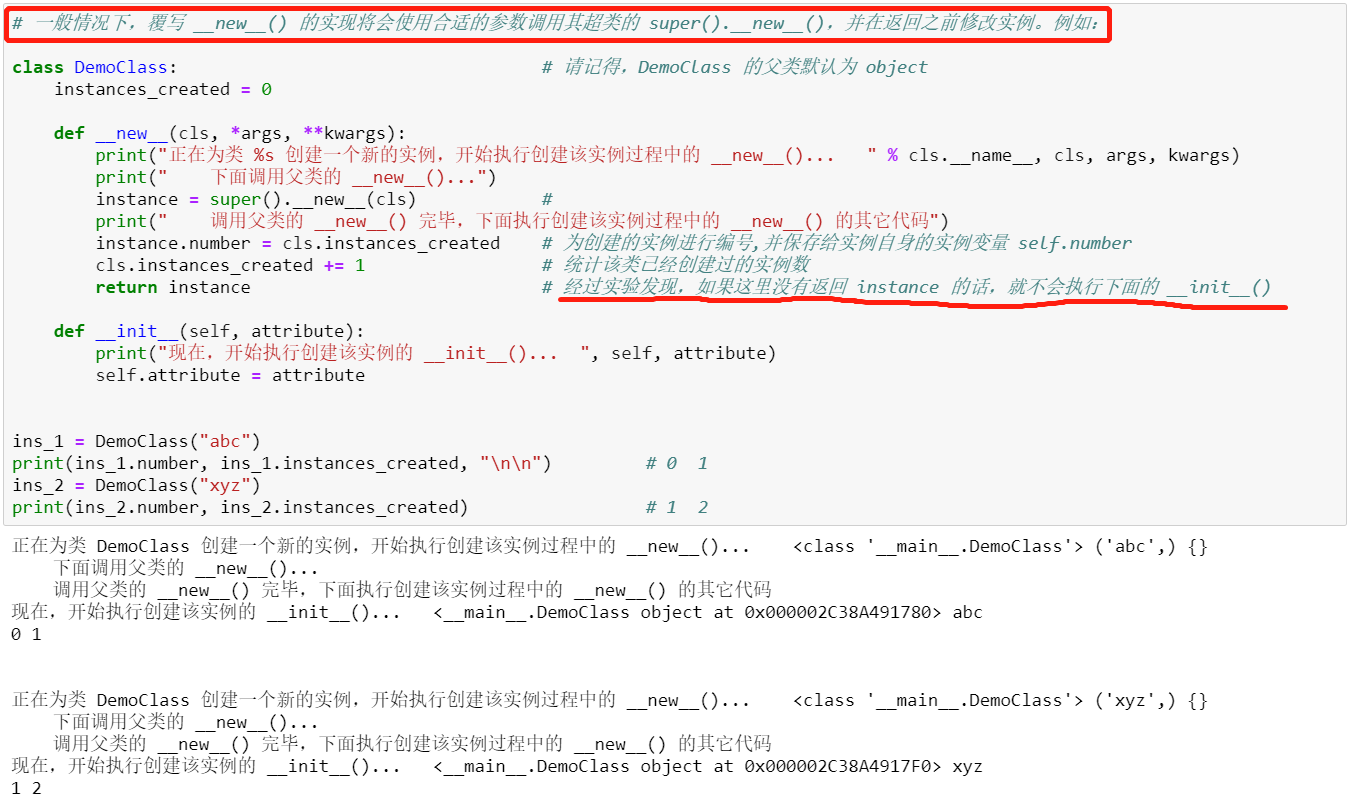 # 一般情况下，覆写 __new__() 的实现将会使用合适的参数调用其超类的 super().__new__()，并在返回之前修改实例。例如：
class DemoClass:                                   # 请记得，DemoClass 的父类默认为 object
    instances_created = 0
    def __new__(cls, *args, **kwargs):
        print("正在为类 %s 创建一个新的实例，开始执行创建该实例过程中的 __new__()...   " % cls.__name__, cls, args, kwargs)
        print("    下面调用父类的 __new__()...")
        instance = super().__new__(cls)            #
        print("    调用父类的 __new__() 完毕，下面执行创建该实例过程中的 __new__() 的其它代码")
        instance.number = cls.instances_created    # 为创建的实例进行编号,并保存给实例自身的实例变量 self.number
        cls.instances_created += 1                 # 统计该类已经创建过的实例数
        return instance                            # 经过实验发现，如果这里没有返回 instance 的话，就不会执行下面的 __init__()
    def __init__(self, attribute):
        print("现在，开始执行创建该实例的 __init__()...  ", self, attribute)
        self.attribute = attribute
ins_1 = DemoClass("abc")
print(ins_1.number, ins_1.instances_created, "\n\n")         # 0  1
ins_2 = DemoClass("xyz")
print(ins_2.number, ins_2.instances_created)                 # 1  2
正在为类 DemoClass 创建一个新的实例，开始执行创建该实例过程中的 __new__()...    <class '__main__.DemoClass'> ('abc',) {}
    下面调用父类的 __new__()...
    调用父类的 __new__() 完毕，下面执行创建该实例过程中的 __new__() 的其它代码
现在，开始执行创建该实例的 __init__()...   <__main__.DemoClass object at 0x000002C38A491780> abc
0 1
正在为类 DemoClass 创建一个新的实例，开始执行创建该实例过程中的 __new__()...    <class '__main__.DemoClass'> ('xyz',) {}
    下面调用父类的 __new__()...
    调用父类的 __new__() 完毕，下面执行创建该实例过程中的 __new__() 的其它代码
现在，开始执行创建该实例的 __init__()...   <__main__.DemoClass object at 0x000002C38A4917F0> xyz
1 2